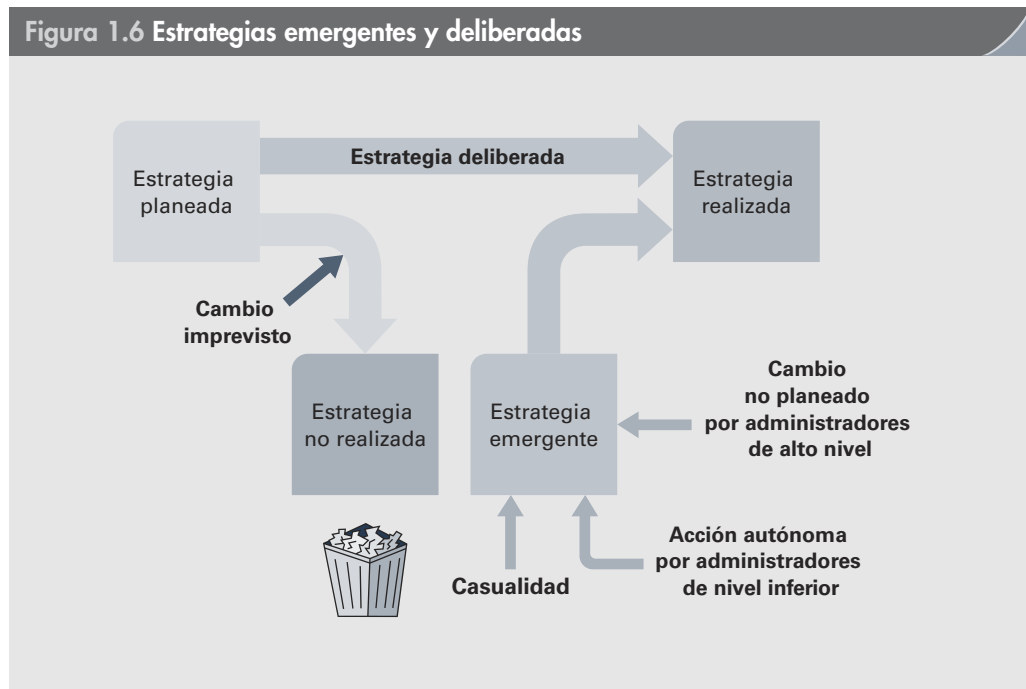 Figura 1.6 Estrategias emergentes y deliberadas
Estrategia
planeada
Estrategia deliberada
Estrategia
realizada
Cambio
imprevisto
Estrategia
no realizada
Estrategia
emergente
Cambio
no planeado
por administradores
de alto nivel
Casualidad
Acción autónoma
por administradores
de nivel inferior